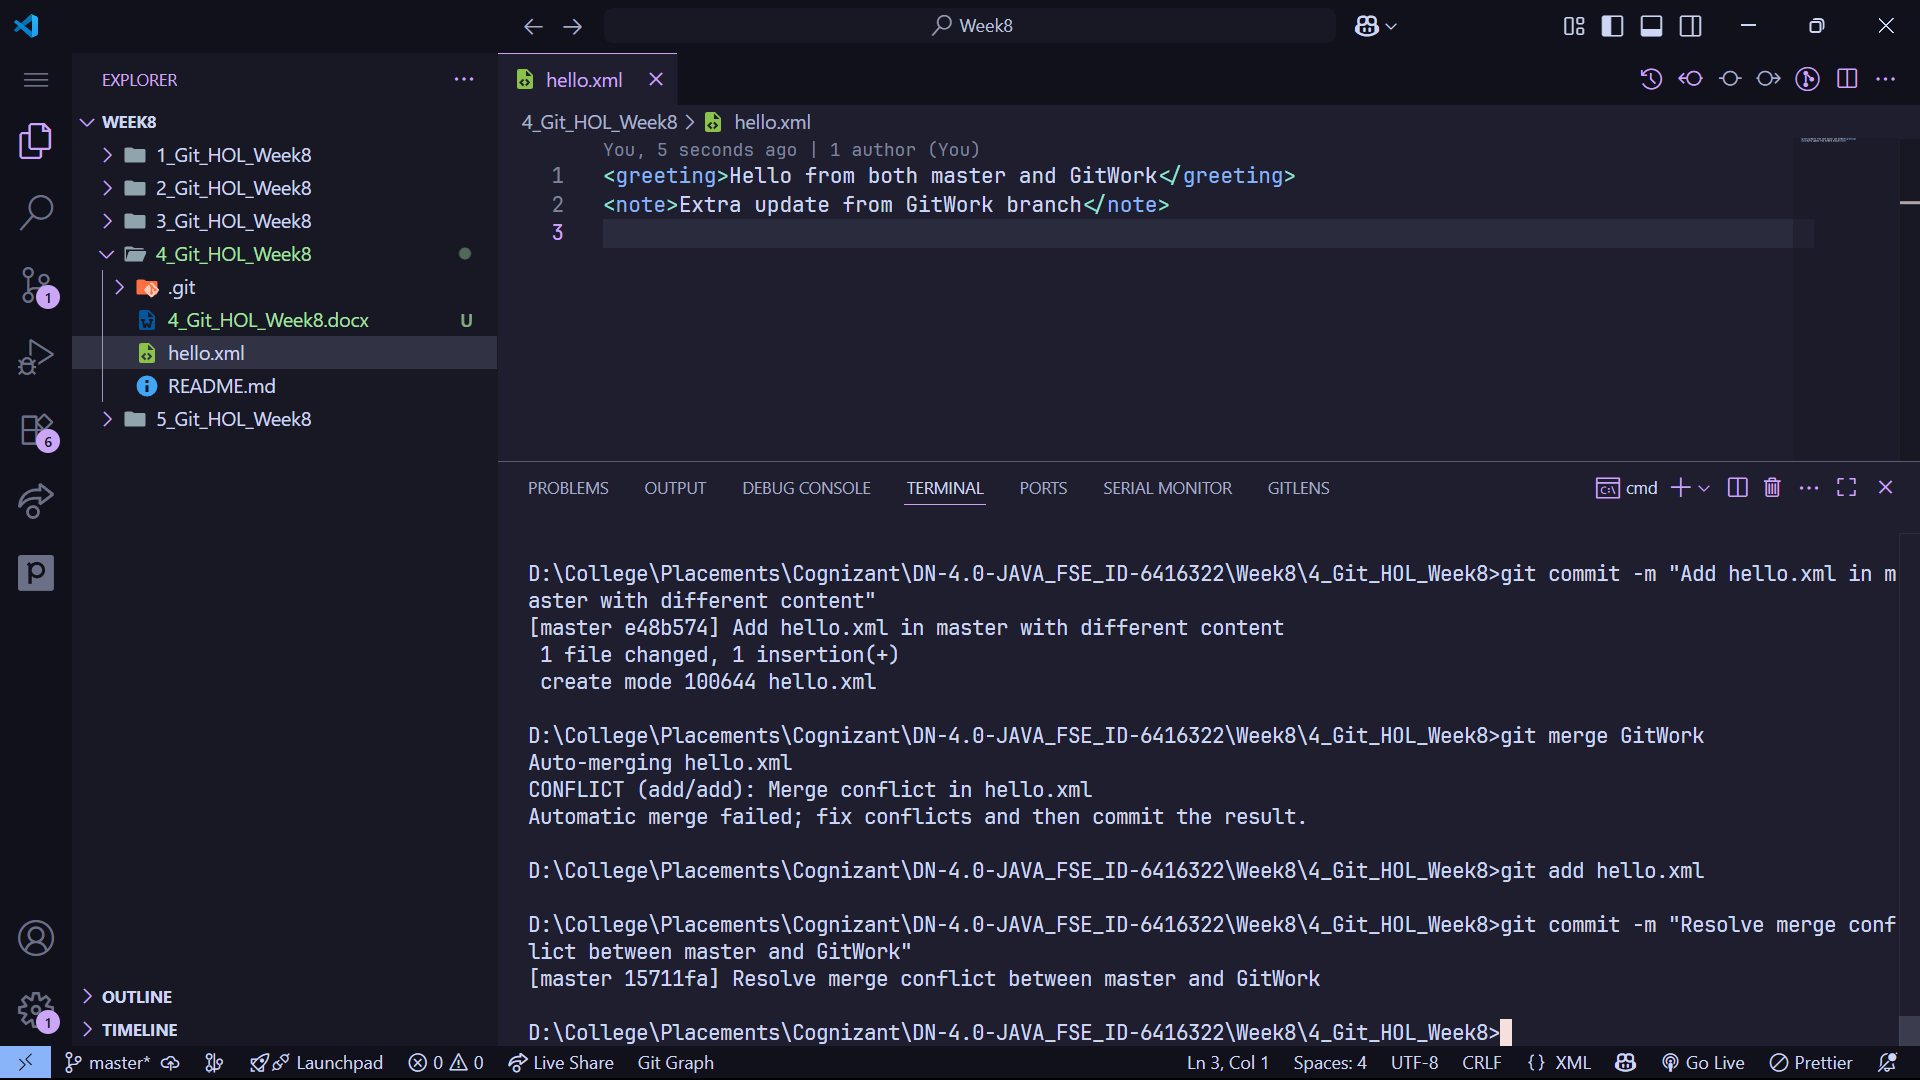 Week8
EXPLORER
WEEK8
1_Git_HOL_Week8
2_Git_HOL_Week8
3_Git_HOL_Week8
4_Git_HOL_Week8
.git
4_Git_HOL_Week8.docx U
hello.xml
README.md
5_Git_HOL_Week8
OUTLINE
TIMELINE
1
6
1
hello.xml
4_Git_HOL_Week8 > hello.xml
You, 5 seconds ago | 1 author (You)
1 <greeting>Hello from both master and GitWork</greeting>
2 <note>Extra update from GitWork branch</note>
3
PROBLEMS OUTPUT DEBUG CONSOLE TERMINAL PORTS SERIAL MONITOR GITLENS
cmd
D:\College\Placements\Cognizant\DN-4.0-JAVA_FSE_ID-6416322\Week8\4_Git_HOL_Week8>git commit -m "Add hello.xml in m
aster with different content"
[master e48b574] Add hello.xml in master with different content
1 file changed, 1 insertion(+)
create mode 100644 hello.xml
D:\College\Placements\Cognizant\DN-4.0-JAVA_FSE_ID-6416322\Week8\4_Git_HOL_Week8>git merge GitWork
Auto-merging hello.xml
CONFLICT (add/add): Merge conflict in hello.xml
Automatic merge failed; fix conflicts and then commit the result.
D:\College\Placements\Cognizant\DN-4.0-JAVA_FSE_ID-6416322\Week8\4_Git_HOL_Week8>git add hello.xml
D:\College\Placements\Cognizant\DN-4.0-JAVA_FSE_ID-6416322\Week8\4_Git_HOL_Week8>git commit -m "Resolve merge conf
lict between master and GitWork"
[master 15711fa] Resolve merge conflict between master and GitWork
D:\College\Placements\Cognizant\DN-4.0-JAVA_FSE_ID-6416322\Week8\4_Git_HOL_Week8>
master* Launchpad 0 0 Live Share Git Graph Ln 3, Col 1 Spaces: 4 UTF-8 CRLF {} XML Go Live Prettier